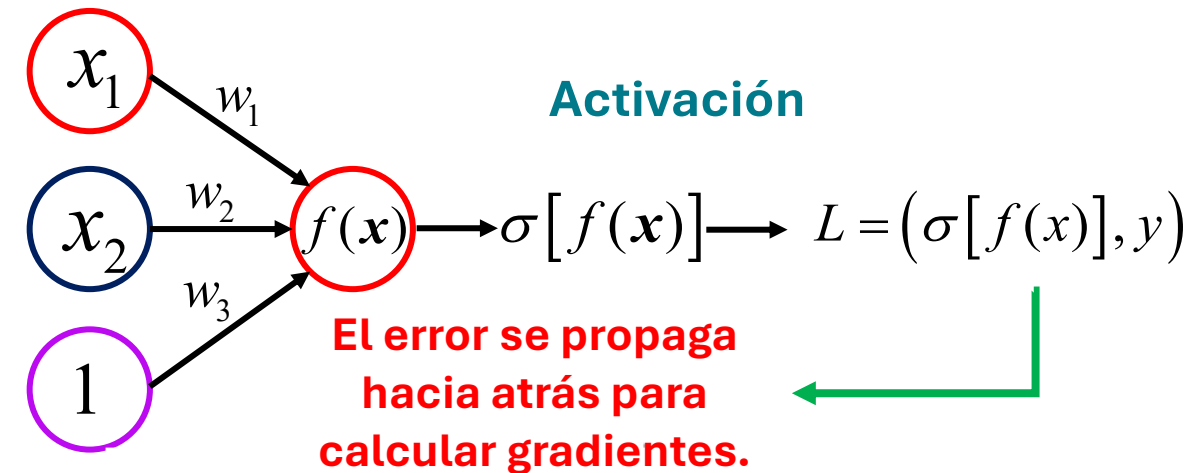 x₁
w₁
Activación
x₂
w₂
f(x)
σ[f(x)]
L = (σ[f(x)], y)
w₃
1
El error se propaga
hacia atrás para
calcular gradientes.